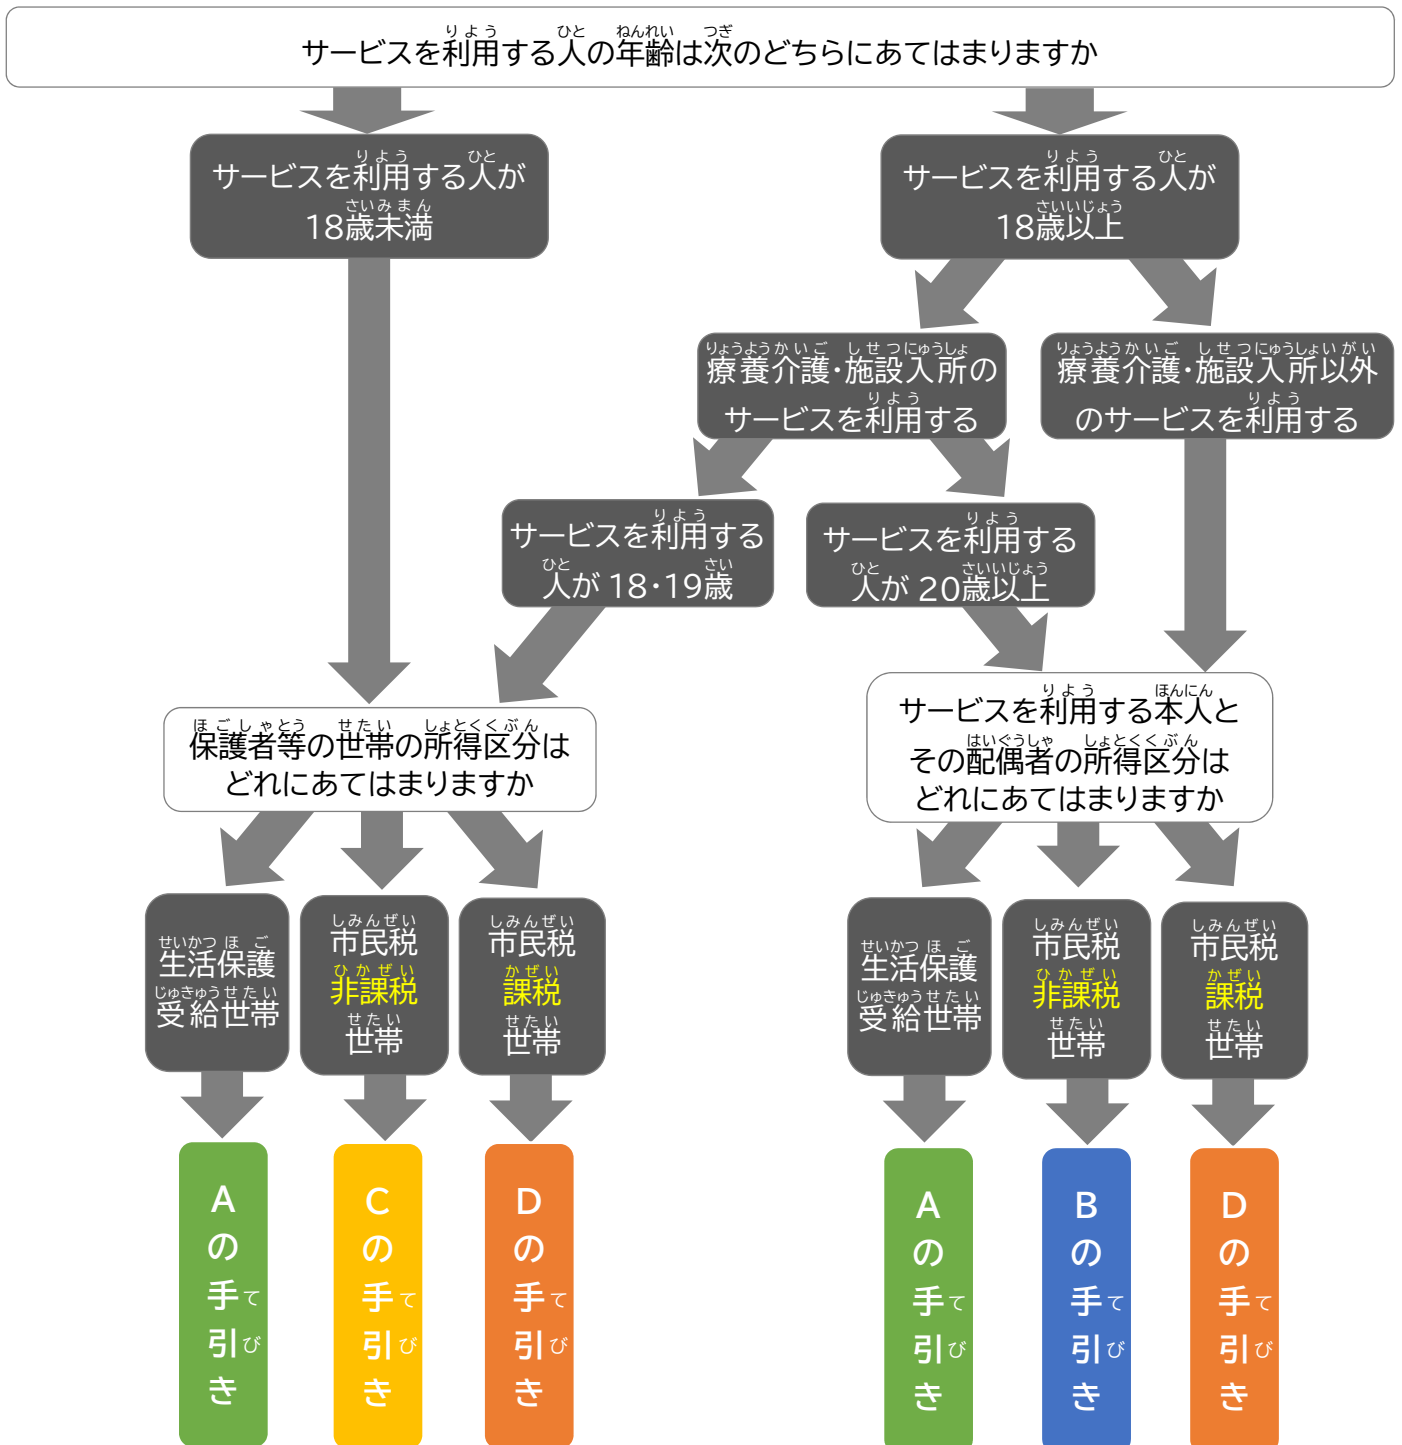 サービスを利用する人の年齢は次のどちらにあてはまりますか
サービスを利用する人が
18歳未満
サービスを利用する人が
18歳以上
療養介護・施設入所の
サービスを利用する
療養介護・施設入所以外
のサービスを利用する
サービスを利用する
人が 18・19歳
サービスを利用する
人が 20歳以上
保護者等の世帯の所得区分は
どれにあてはまりますか
サービスを利用する本人と
その配偶者の所得区分は
どれにあてはまりますか
生活保護
受給世帯
市民税
非課税
世帯
市民税
課税
世帯
生活保護
受給世帯
市民税
非課税
世帯
市民税
課税
世帯
Aの手引き
Cの手引き
Dの手引き
Aの手引き
Bの手引き
Dの手引き